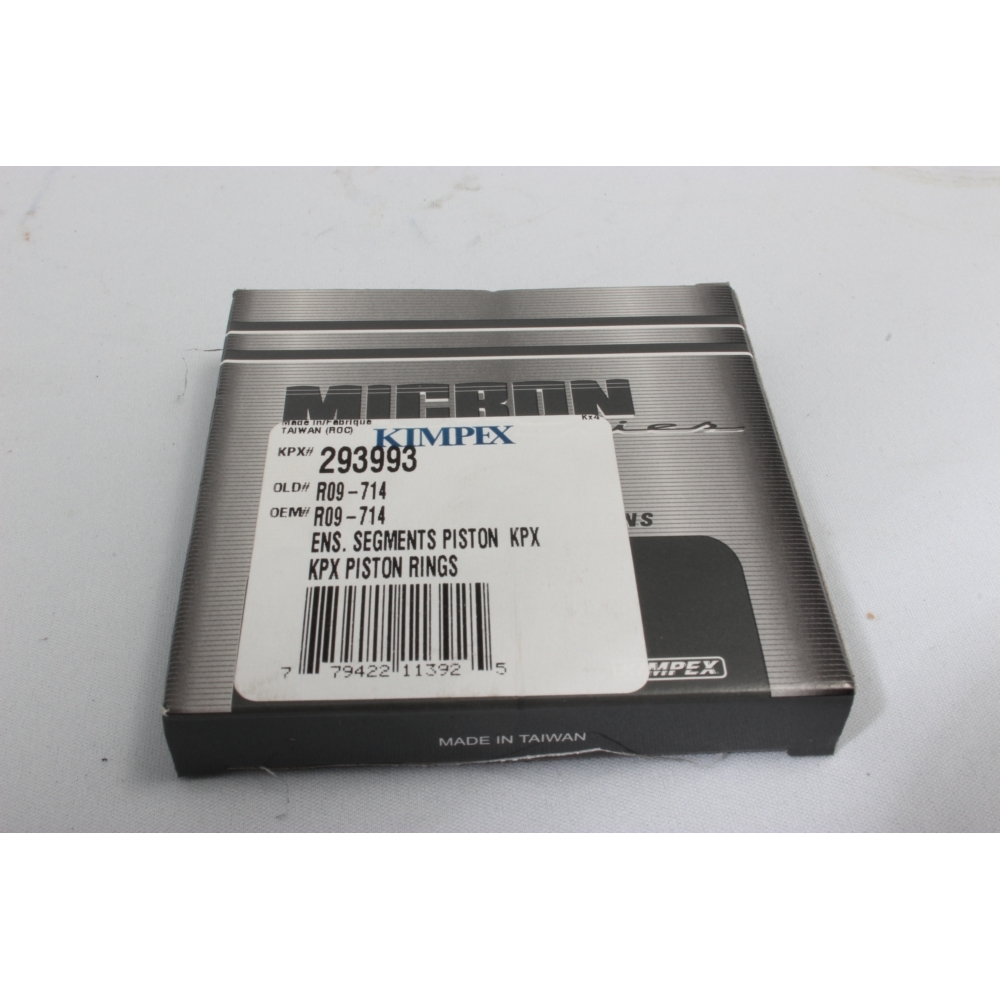 MICRON
Made in/Fabriqué Kx4
TAIWAN (ROC) KIMPEX
KPX# 293993
OLD# R09-714
OEM# R09-714
ENS. SEGMENTS PISTON KPX
KPX PISTON RINGS
7 79422 11392 5
MADE IN TAIWAN